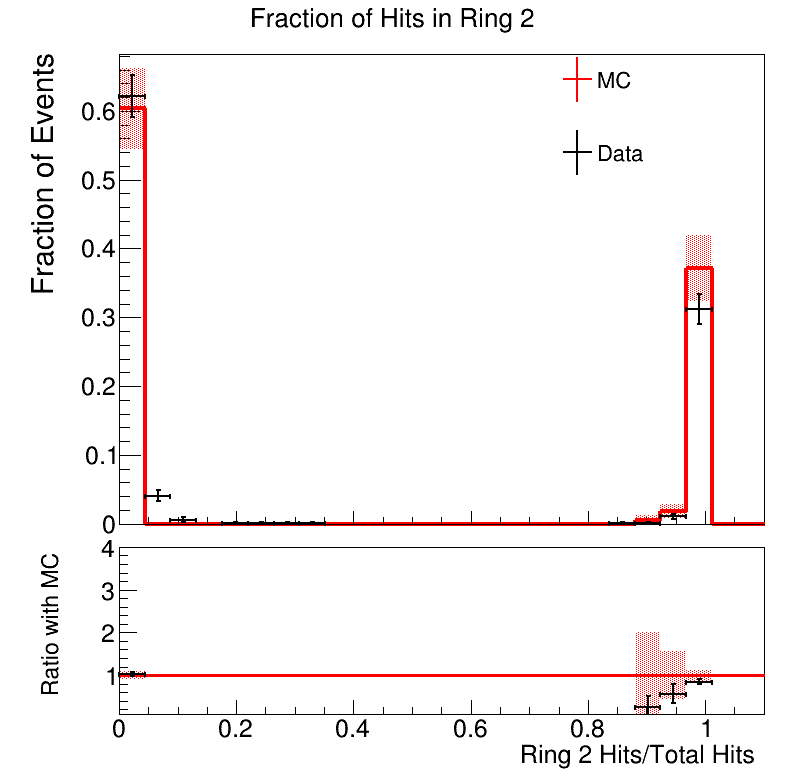 Fraction of Hits in Ring 2
Fraction of Events
0.6
0.5
0.4
0.3
0.2
0.1
0
MC
Data
Ratio with MC
4
3
2
1
0
0.2
0.4
0.6
0.8
1
Ring 2 Hits/Total Hits